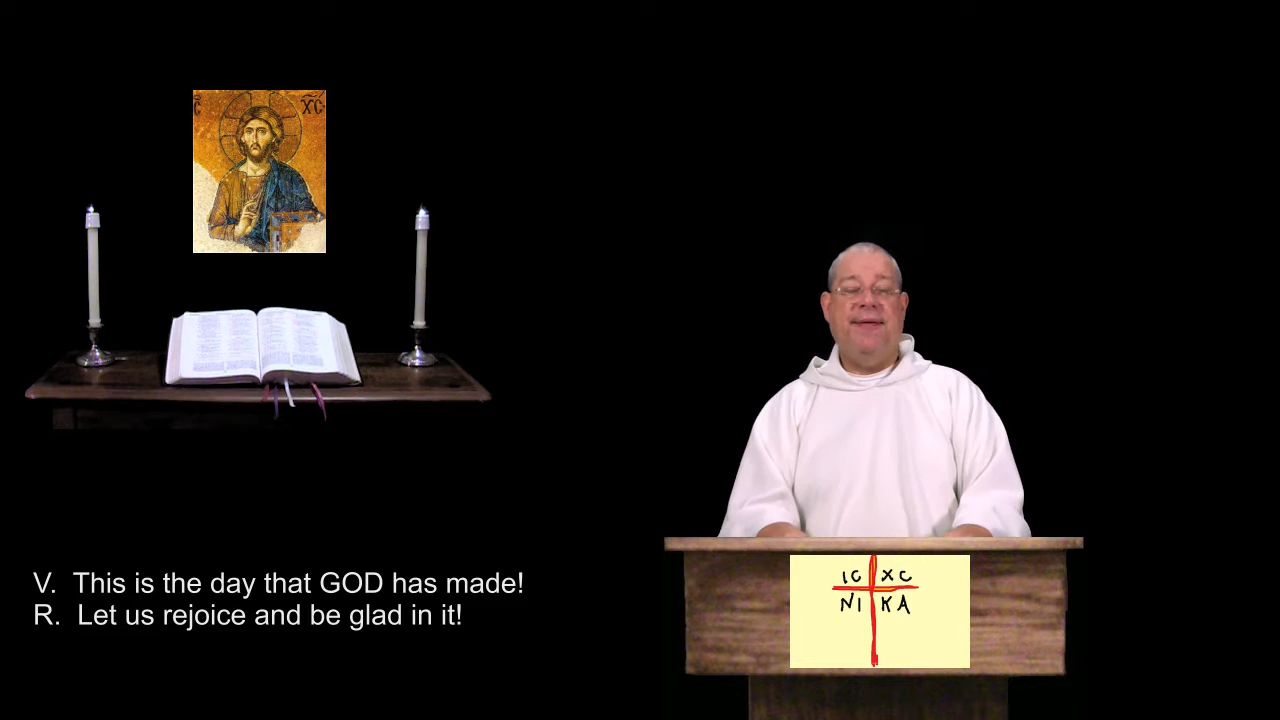 XC
V.  This is the day that GOD has made!
R.  Let us rejoice and be glad in it!
IC XC
NI KA